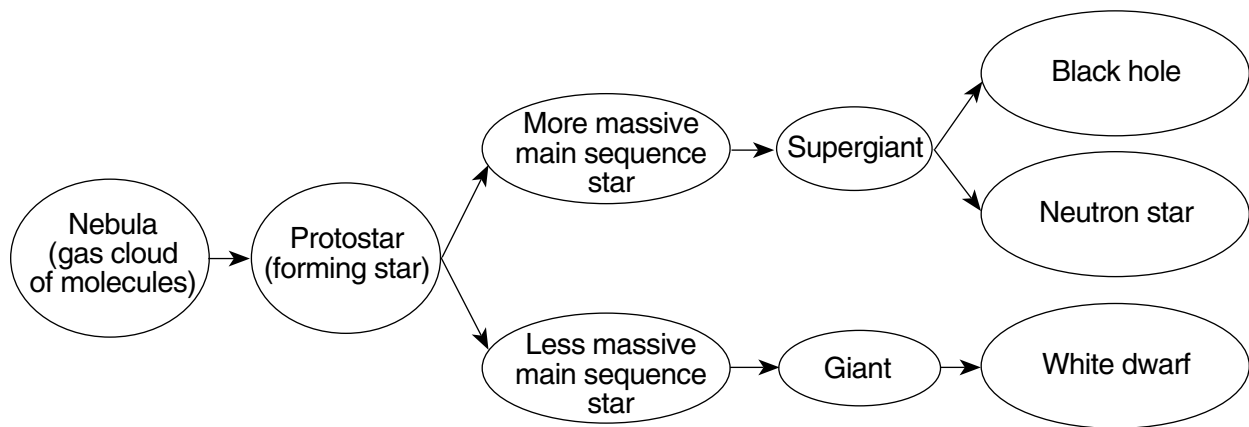 Nebula
(gas cloud
of molecules)
Protostar
(forming star)
More massive
main sequence
star
Supergiant
Black hole
Neutron star
Less massive
main sequence
star
Giant
White dwarf